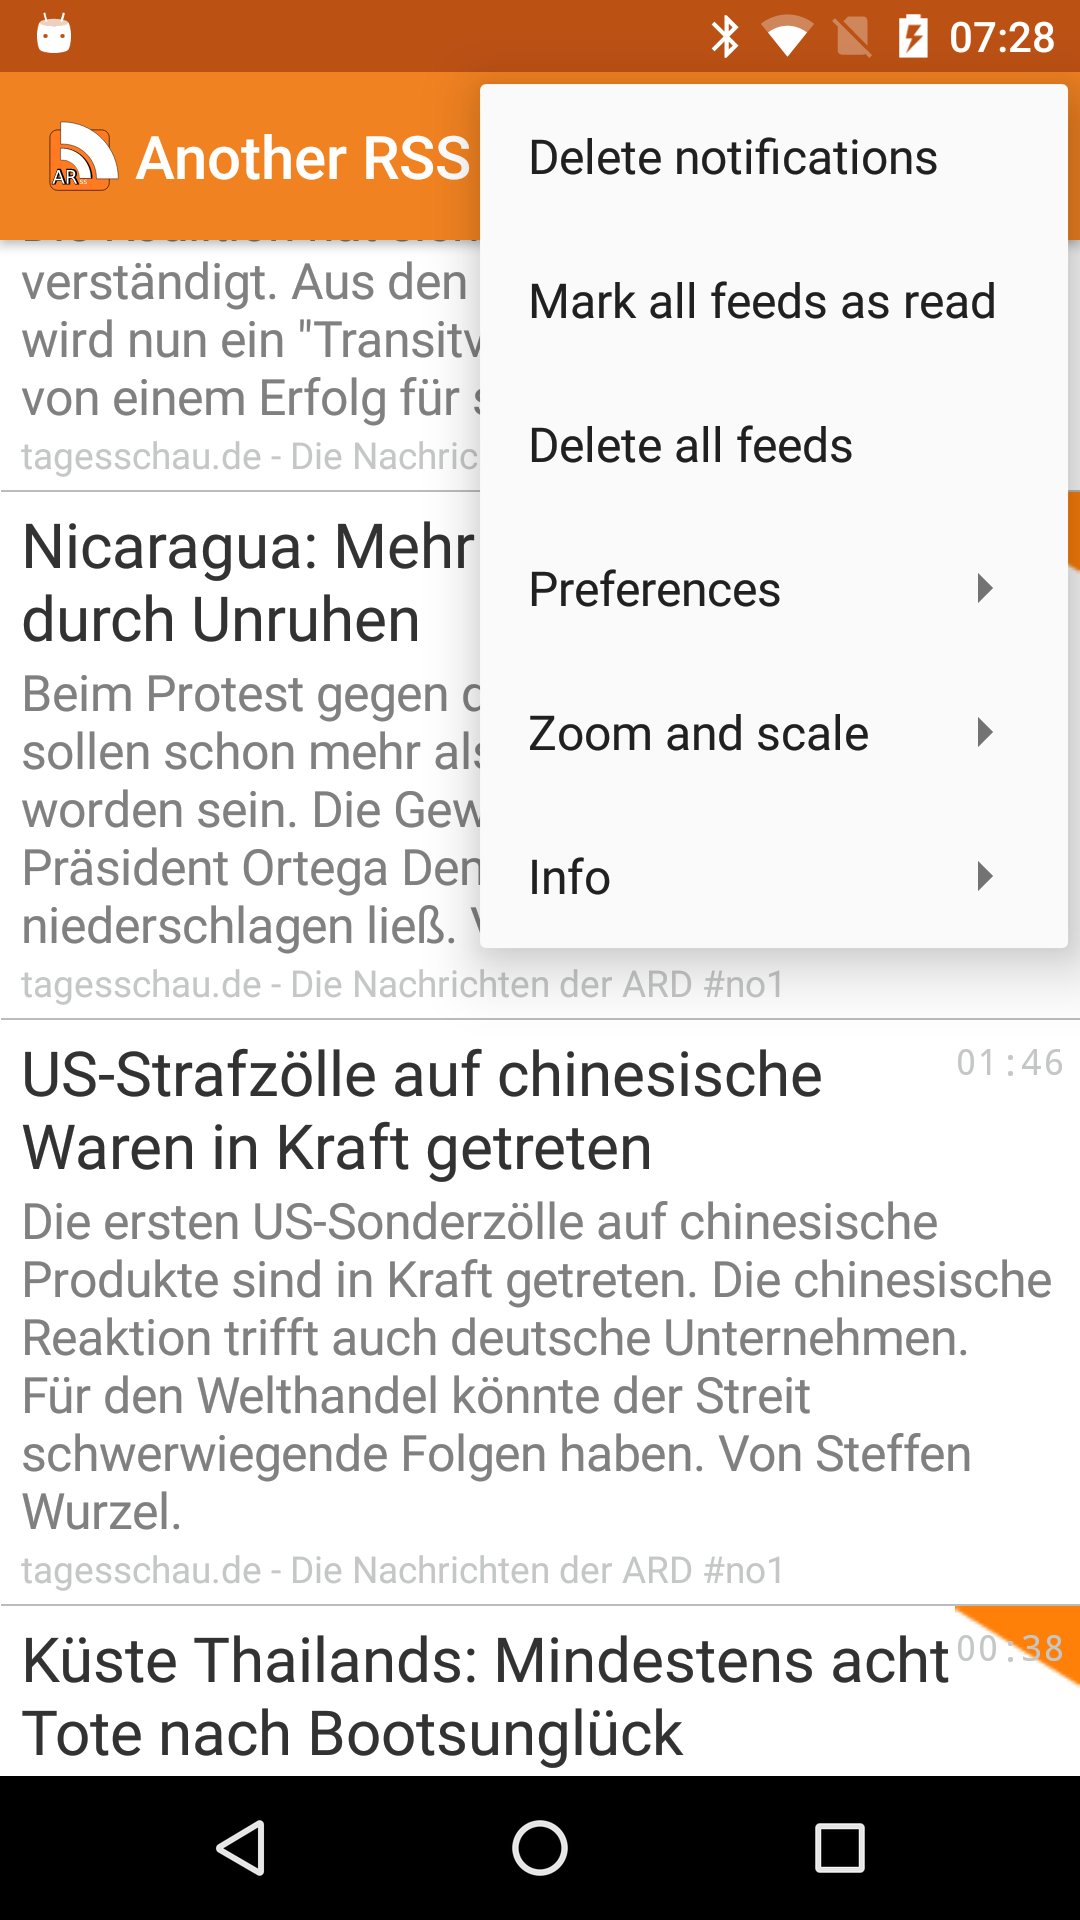 07:28
AR
Another RSS
Delete notifications
Mark all feeds as read
Delete all feeds
Preferences
Zoom and scale
Info
verständigt. Aus den
wird nun ein "Transitv
von einem Erfolg für
tagesschau.de - Die Nachric
Nicaragua: Mehr
durch Unruhen
Beim Protest gegen
sollen schon mehr als
worden sein. Die Gew
Präsident Ortega Dem
niederschlagen ließ.
tagesschau.de - Die Nachrichten der ARD #no1
US-Strafzölle auf chinesische
Waren in Kraft getreten
01:46
Die ersten US-Sonderzölle auf chinesische
Produkte sind in Kraft getreten. Die chinesische
Reaktion trifft auch deutsche Unternehmen.
Für den Welthandel könnte der Streit
schwerwiegende Folgen haben. Von Steffen
Wurzel.
tagesschau.de - Die Nachrichten der ARD #no1
Küste Thailands: Mindestens acht
Tote nach Bootsunglück
00:38